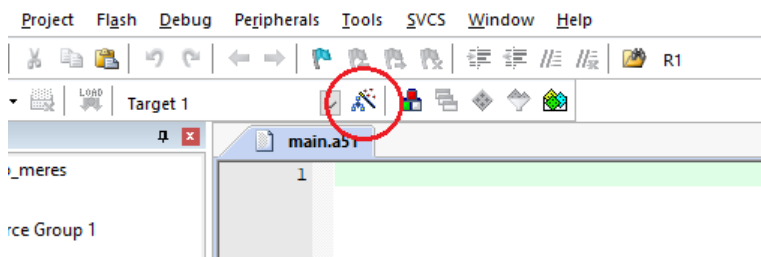 Project Flash Debug Peripherals Tools SVCS Window Help
R1
LOAD Target 1
main.a51
_meres 1
rce Group 1